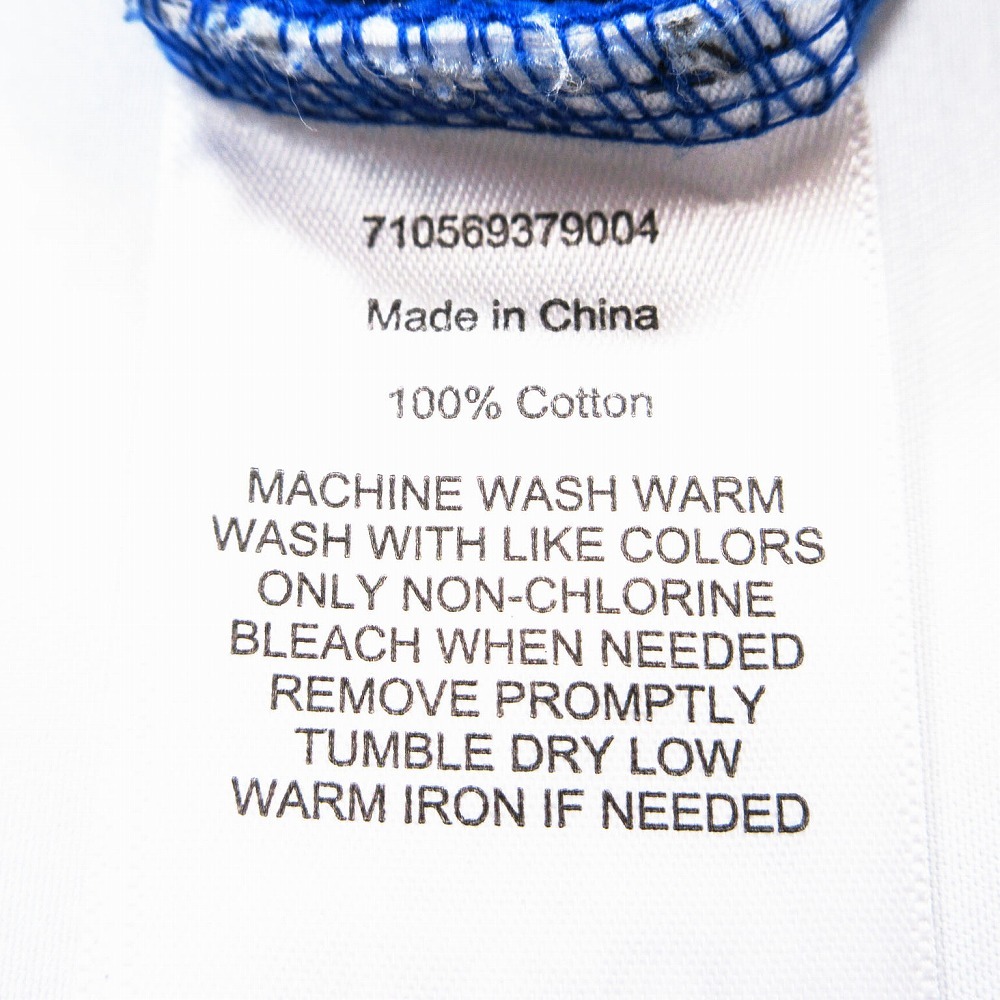 710569379004
Made in China
100% Cotton
MACHINE WASH WARM
WASH WITH LIKE COLORS
ONLY NON-CHLORINE
BLEACH WHEN NEEDED
REMOVE PROMPTLY
TUMBLE DRY LOW
WARM IRON IF NEEDED